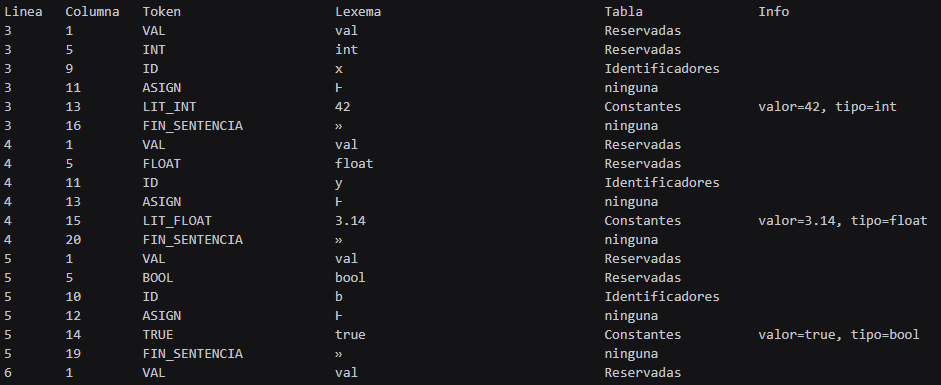 Linea Columna Token Lexema Tabla Info
3 1 VAL val Reservadas
3 5 INT int Reservadas
3 9 ID x Identificadores
3 11 ASIGN Ⱶ ninguna
3 13 LIT_INT 42 Constantes valor=42, tipo=int
3 16 FIN_SENTENCIA » ninguna
4 1 VAL val Reservadas
4 5 FLOAT float Reservadas
4 11 ID y Identificadores
4 13 ASIGN Ⱶ ninguna
4 15 LIT_FLOAT 3.14 Constantes valor=3.14, tipo=float
4 20 FIN_SENTENCIA » ninguna
5 1 VAL val Reservadas
5 5 BOOL bool Reservadas
5 10 ID b Identificadores
5 12 ASIGN Ⱶ ninguna
5 14 TRUE true Constantes valor=true, tipo=bool
5 19 FIN_SENTENCIA » ninguna
6 1 VAL val Reservadas